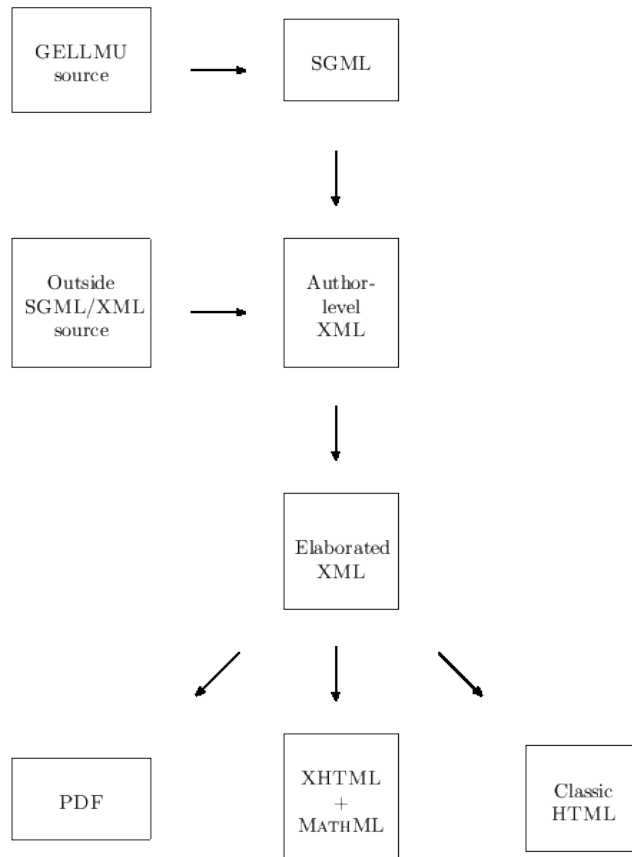 GELLMU
source
SGML
Outside
SGML/XML
source
Author-
level
XML
Elaborated
XML
PDF
XHTML
+
MATHML
Classic
HTML